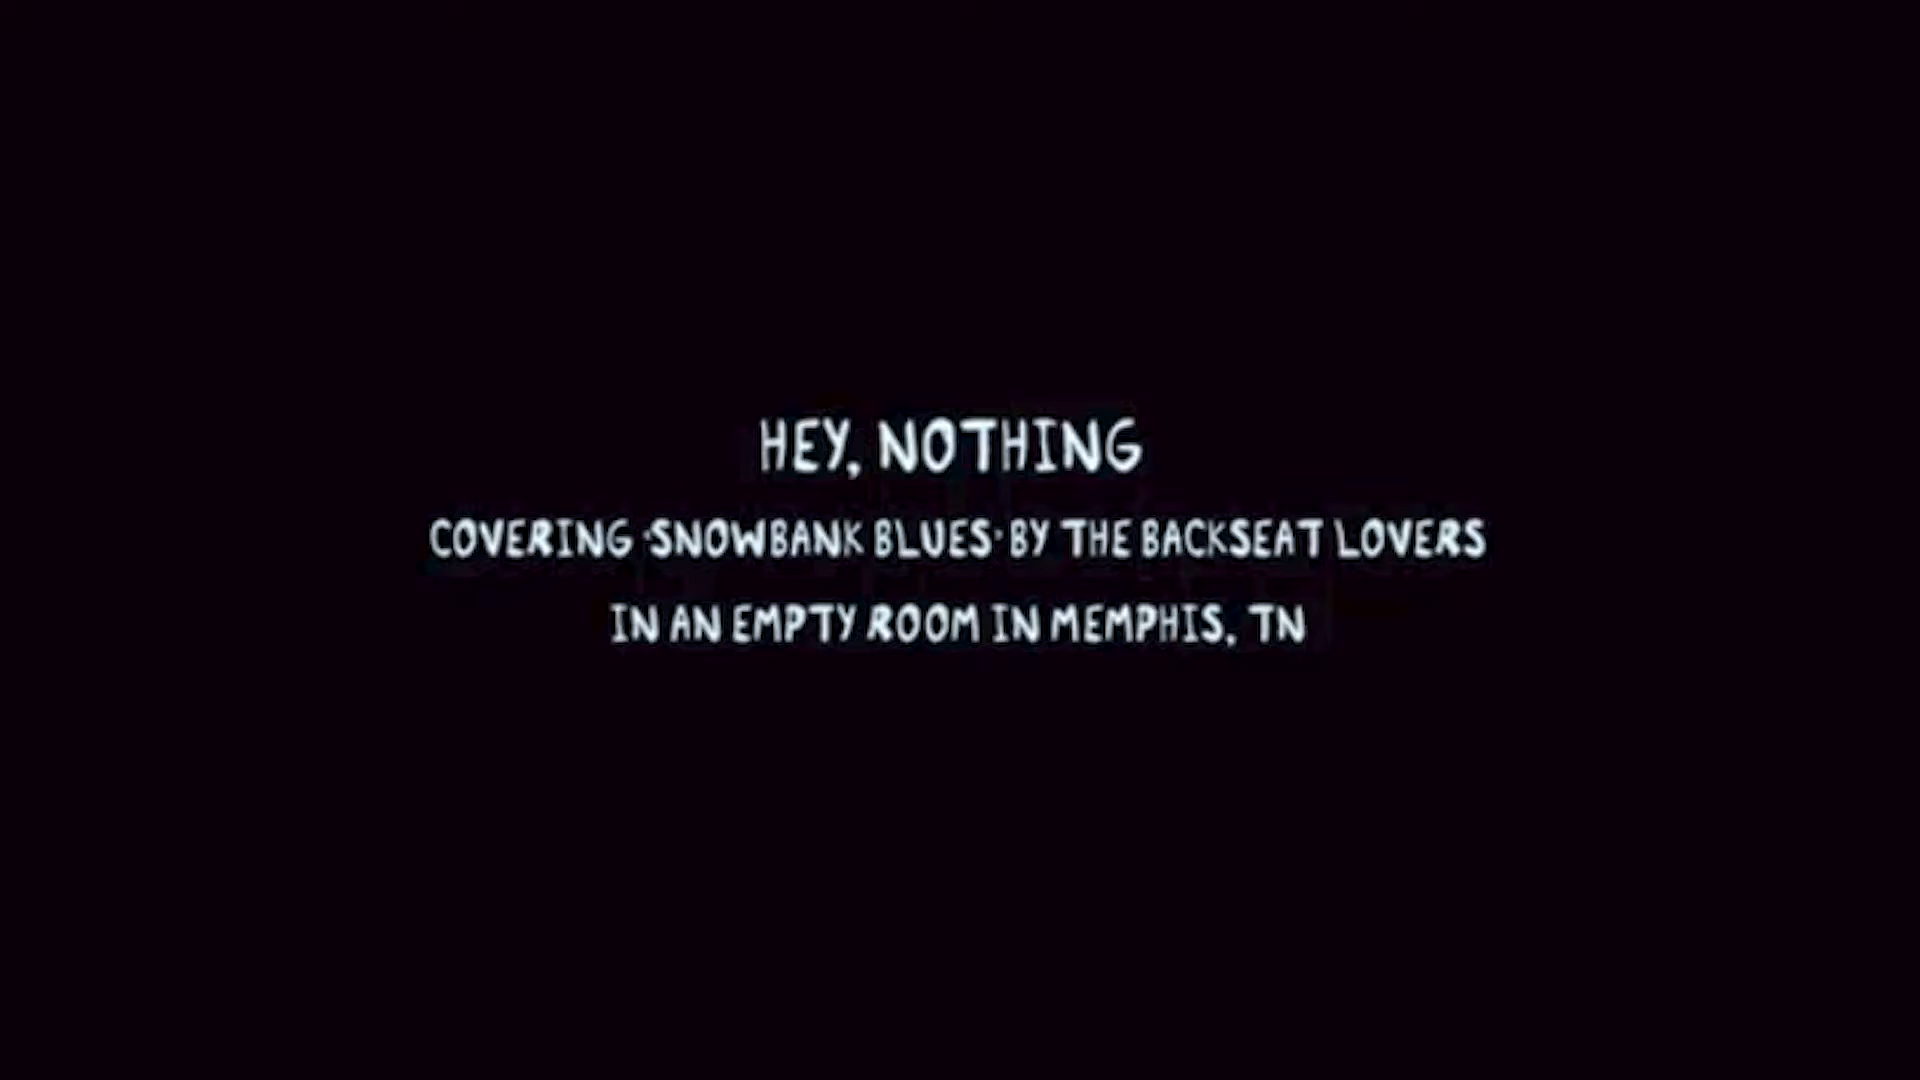 HEY, NOTHING
COVERING "SNOWBANK BLUES" BY THE BACKSEAT LOVERS
IN AN EMPTY ROOM IN MEMPHIS, TN